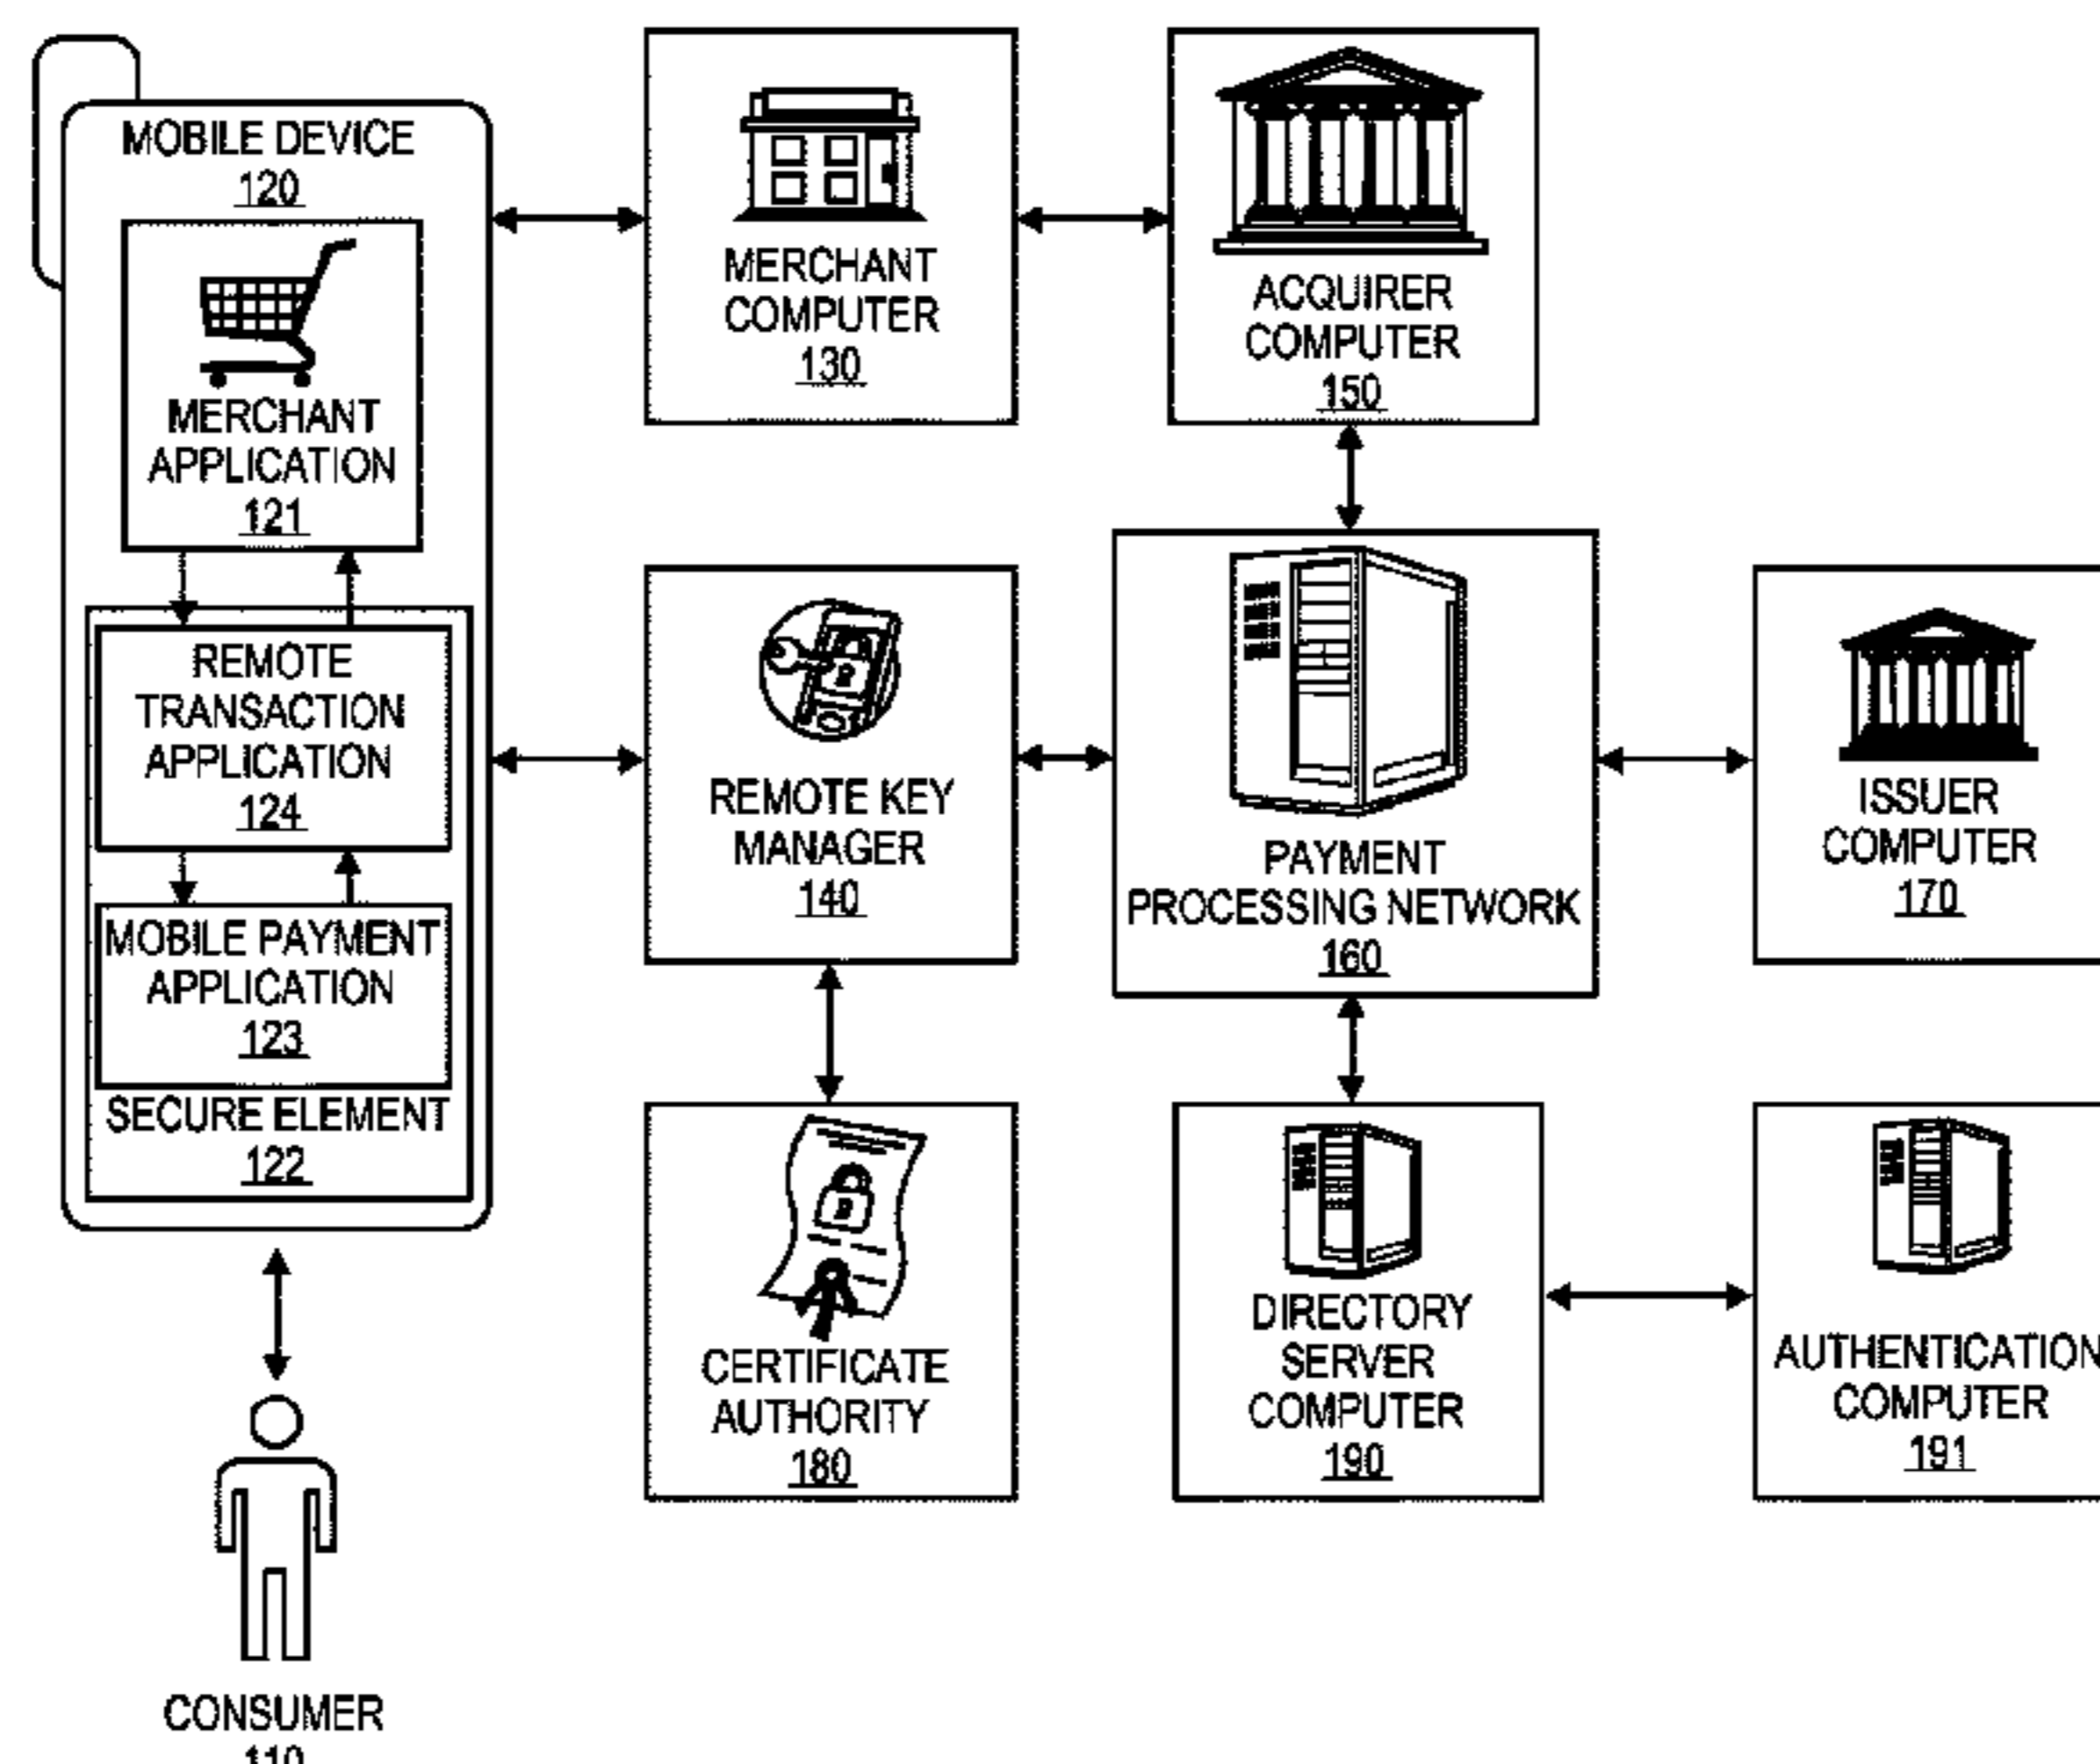 MOBILE DEVICE
120
MERCHANT
APPLICATION
121
REMOTE
TRANSACTION
APPLICATION
124
MOBILE PAYMENT
APPLICATION
123
SECURE ELEMENT
122
CONSUMER
110
MERCHANT
COMPUTER
130
ACQUIRER
COMPUTER
150
REMOTE KEY
MANAGER
140
PAYMENT
PROCESSING NETWORK
160
ISSUER
COMPUTER
170
CERTIFICATE
AUTHORITY
180
DIRECTORY
SERVER
COMPUTER
190
AUTHENTICATION
COMPUTER
191